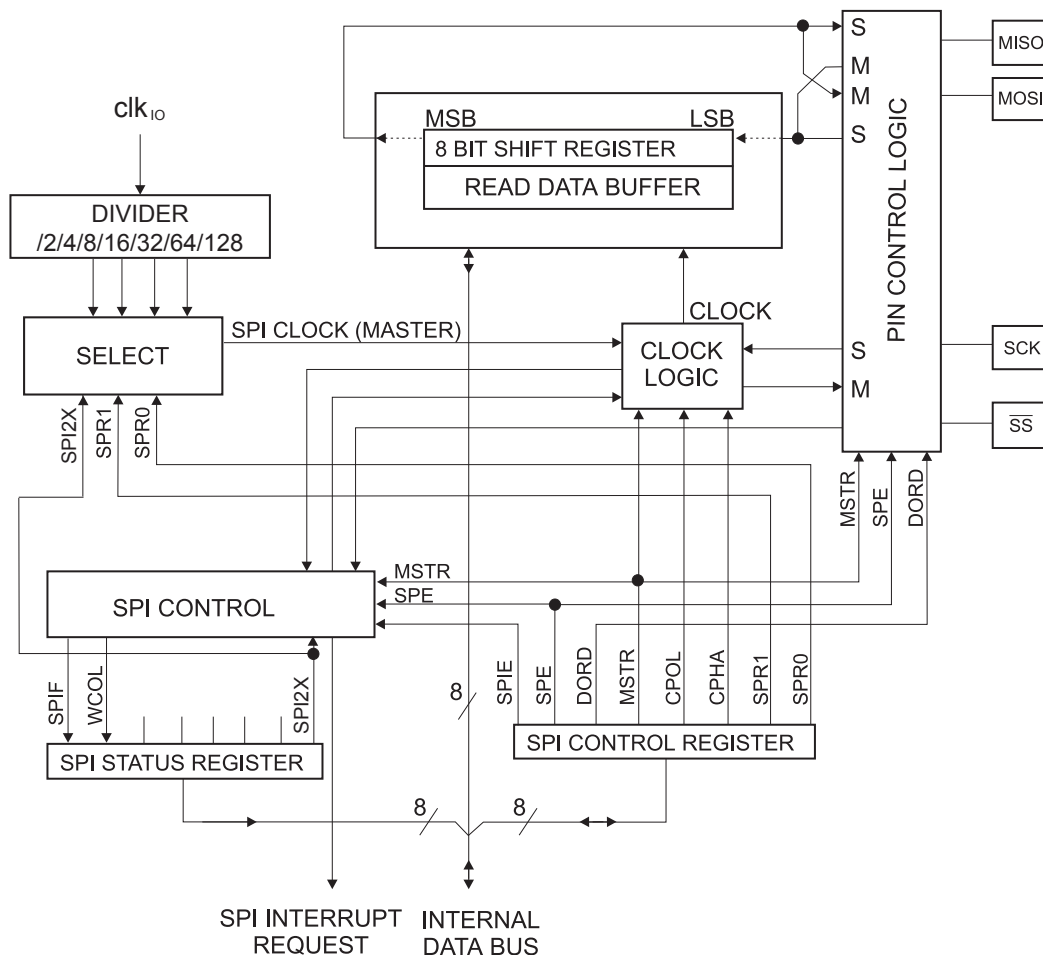 S
MISO
M
M
MOSI
clk IO
MSB
LSB
S
8 BIT SHIFT REGISTER
READ DATA BUFFER
PIN CONTROL LOGIC
DIVIDER
/2/4/8/16/32/64/128
CLOCK
SPI CLOCK (MASTER)
SELECT
CLOCK
LOGIC
S
M
SCK
SS
SPI2X
SPR1
SPR0
MSTR
SPE
DORD
MSTR
SPE
SPI CONTROL
SPIF
WCOL
SPI2X
8
SPIE
SPE
DORD
MSTR
CPOL
CPHA
SPR1
SPR0
SPI STATUS REGISTER
SPI CONTROL REGISTER
8
8
SPI INTERRUPT
REQUEST
INTERNAL
DATA BUS